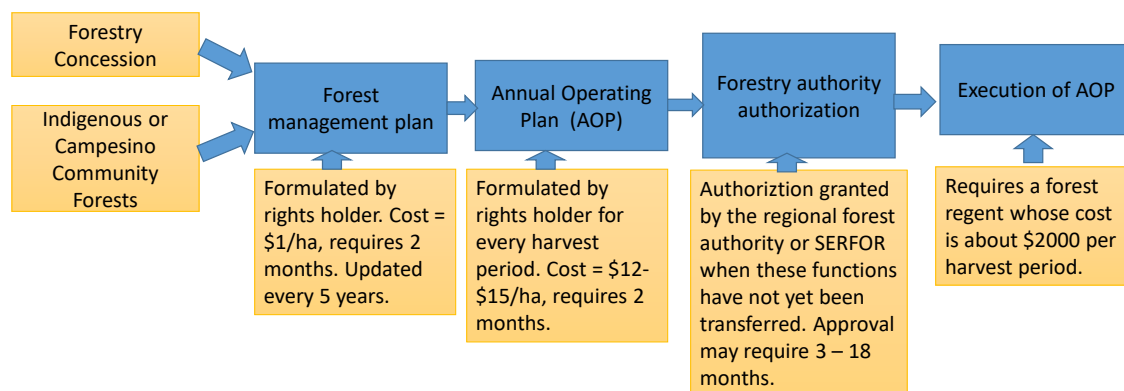 Forestry
Concession
Indigenous or
Campesino
Community
Forests
Forest
management plan
Annual Operating
Plan  (AOP)
Forestry authority
authorization
Execution of AOP
Formulated by
rights holder. Cost =
$1/ha, requires 2
months. Updated
every 5 years.
Formulated by
rights holder for
every harvest
period. Cost = $12-
$15/ha, requires 2
months.
Authoriztion granted
by the regional forest
authority or SERFOR
when these functions
have not yet been
transferred. Approval
may require 3 – 18
months.
Requires a forest
regent whose cost
is about $2000 per
harvest period.